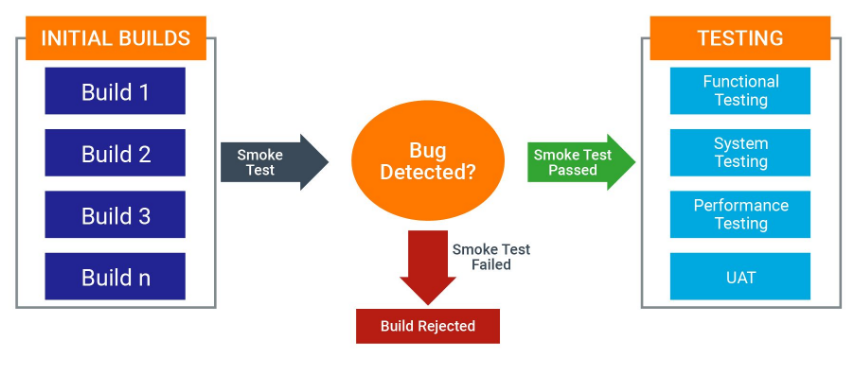 INITIAL BUILDS
Build 1
Build 2
Build 3
Build n
Smoke
Test
Bug
Detected?
Smoke Test
Passed
Smoke Test
Failed
Build Rejected
TESTING
Functional
Testing
System
Testing
Performance
Testing
UAT